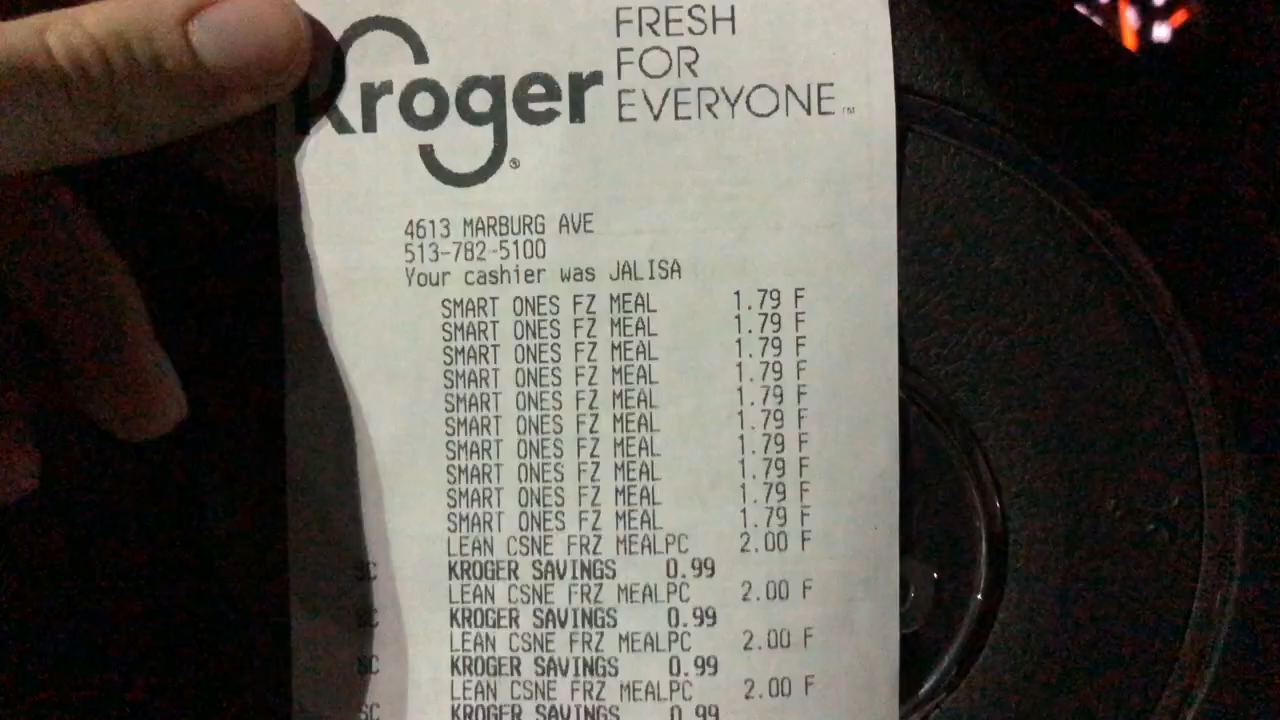 Kroger®
FRESH
FOR
EVERYONE™
4613 MARBURG AVE
513-782-5100
Your cashier was JALISA
SMART ONES FZ MEAL 1.79 F
SMART ONES FZ MEAL 1.79 F
SMART ONES FZ MEAL 1.79 F
SMART ONES FZ MEAL 1.79 F
SMART ONES FZ MEAL 1.79 F
SMART ONES FZ MEAL 1.79 F
SMART ONES FZ MEAL 1.79 F
SMART ONES FZ MEAL 1.79 F
SMART ONES FZ MEAL 1.79 F
SMART ONES FZ MEAL 1.79 F
LEAN CSNE FRZ MEALPC 2.00 F
SC KROGER SAVINGS 0.99
LEAN CSNE FRZ MEALPC 2.00 F
SC KROGER SAVINGS 0.99
LEAN CSNE FRZ MEALPC 2.00 F
SC KROGER SAVINGS 0.99
LEAN CSNE FRZ MEALPC 2.00 F
SC KROGER SAVINGS 0.99